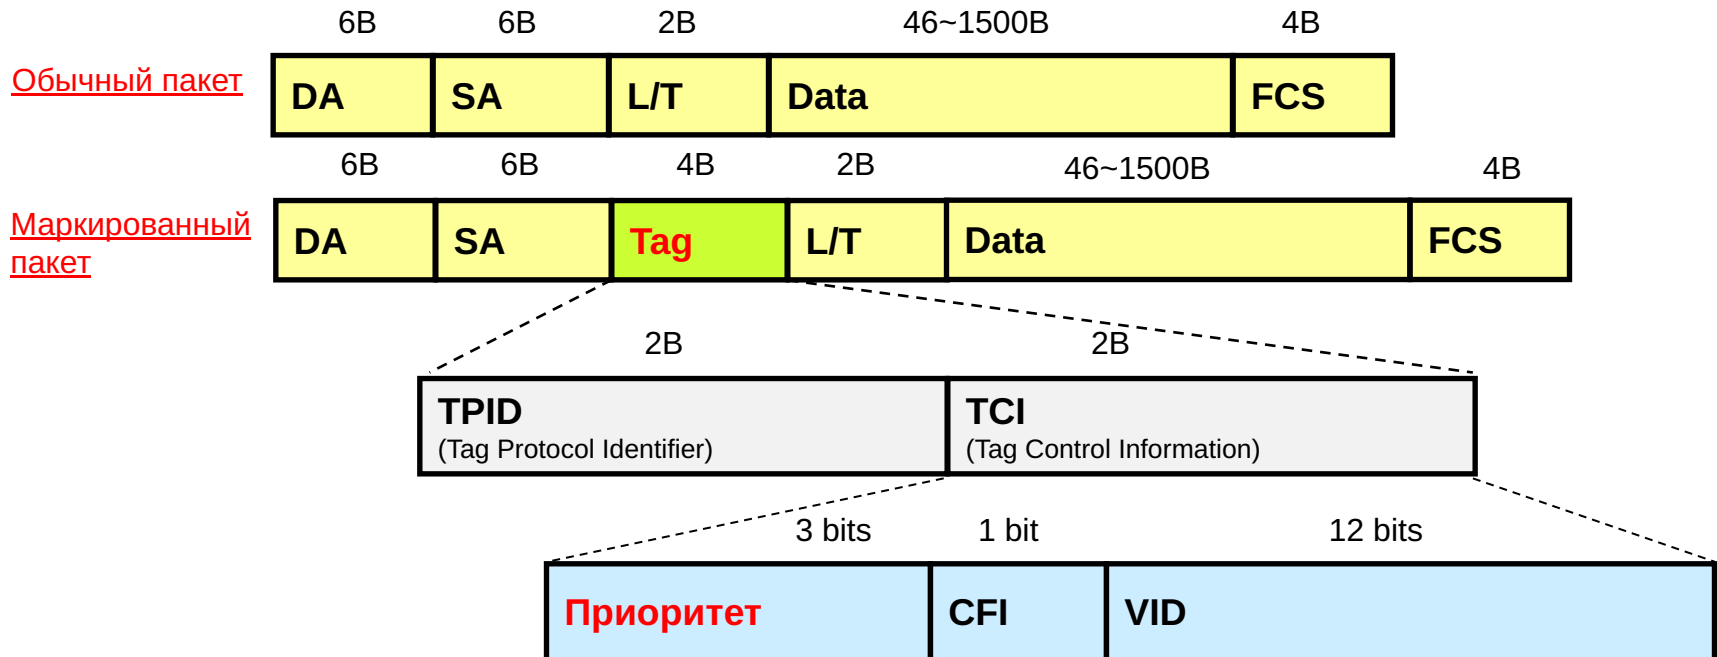 6B 6B 2B 46~1500B 4B
Обычный пакет DA SA L/T Data FCS
6B 6B 4B 2B 46~1500B 4B
Маркированный
пакет
DA SA Tag L/T Data FCS
2B 2B
TPID TCI
(Tag Protocol Identifier) (Tag Control Information)
3 bits 1 bit 12 bits
Приоритет CFI VID